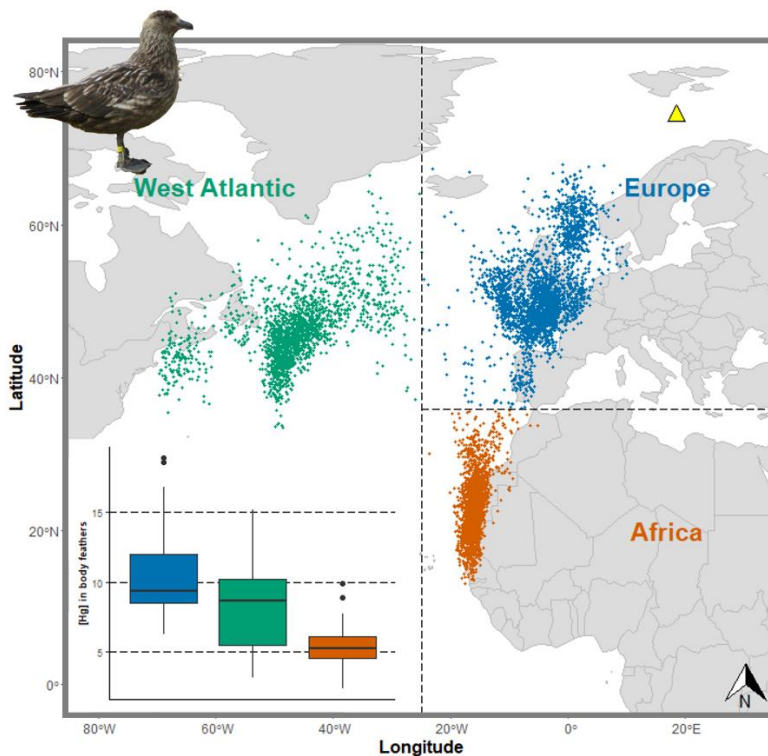 80°N
West Atlantic
Europe
60°N
Latitude
40°N
[Hg] in body feathers
15
10
5
20°N
Africa
0°
N
80°W
60°W
40°W
20°W
0°
20°E
Longitude